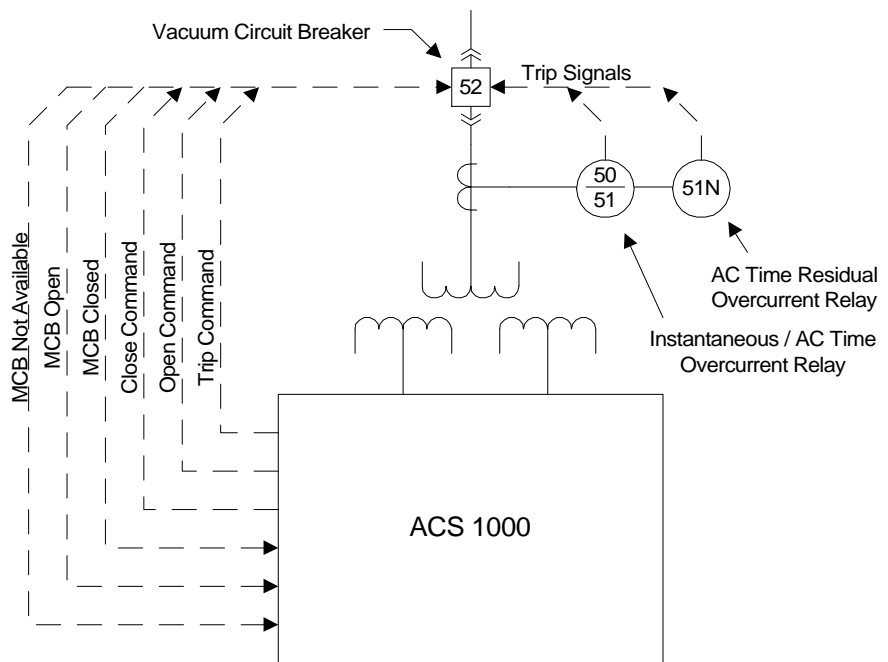 Vacuum Circuit Breaker
52
Trip Signals
50
51
51N
AC Time Residual
Overcurrent Relay
Instantaneous / AC Time
Overcurrent Relay
MCB Not Available
MCB Open
MCB Closed
Close Command
Open Command
Trip Command
ACS 1000